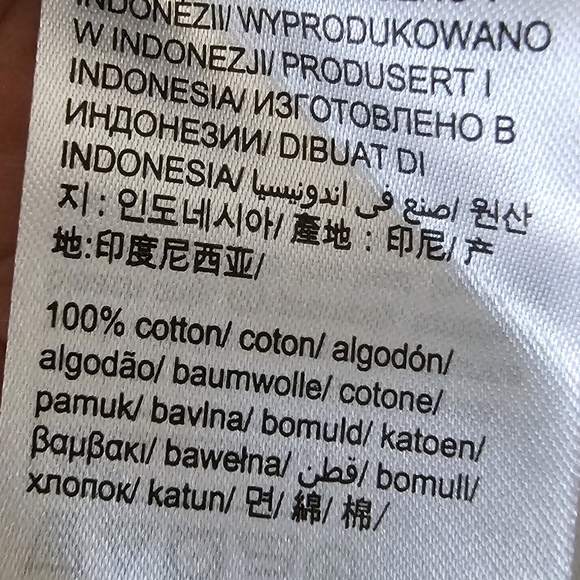 INDONEZII/ WYPRODUKOWANO
W INDONEZJI/ PRODUSERT I
INDONESIA/ ИЗГОТОВЛЕНО В
ИНДОНЕЗИИ/ DIBUAT DI
INDONESIA/ صنع في اندونيسيا/ 원산
지 : 인도네시아/ 產地 : 印尼/ 产
地:印度尼西亚/
100% cotton/ coton/ algodón/
algodão/ baumwolle/ cotone/
pamuk/ bavlna/ bomuld/ katoen/
βαμβακι/ bawełna/ قطن/ bomull/
хлопок/ katun/ 면/ 綿/ 棉/